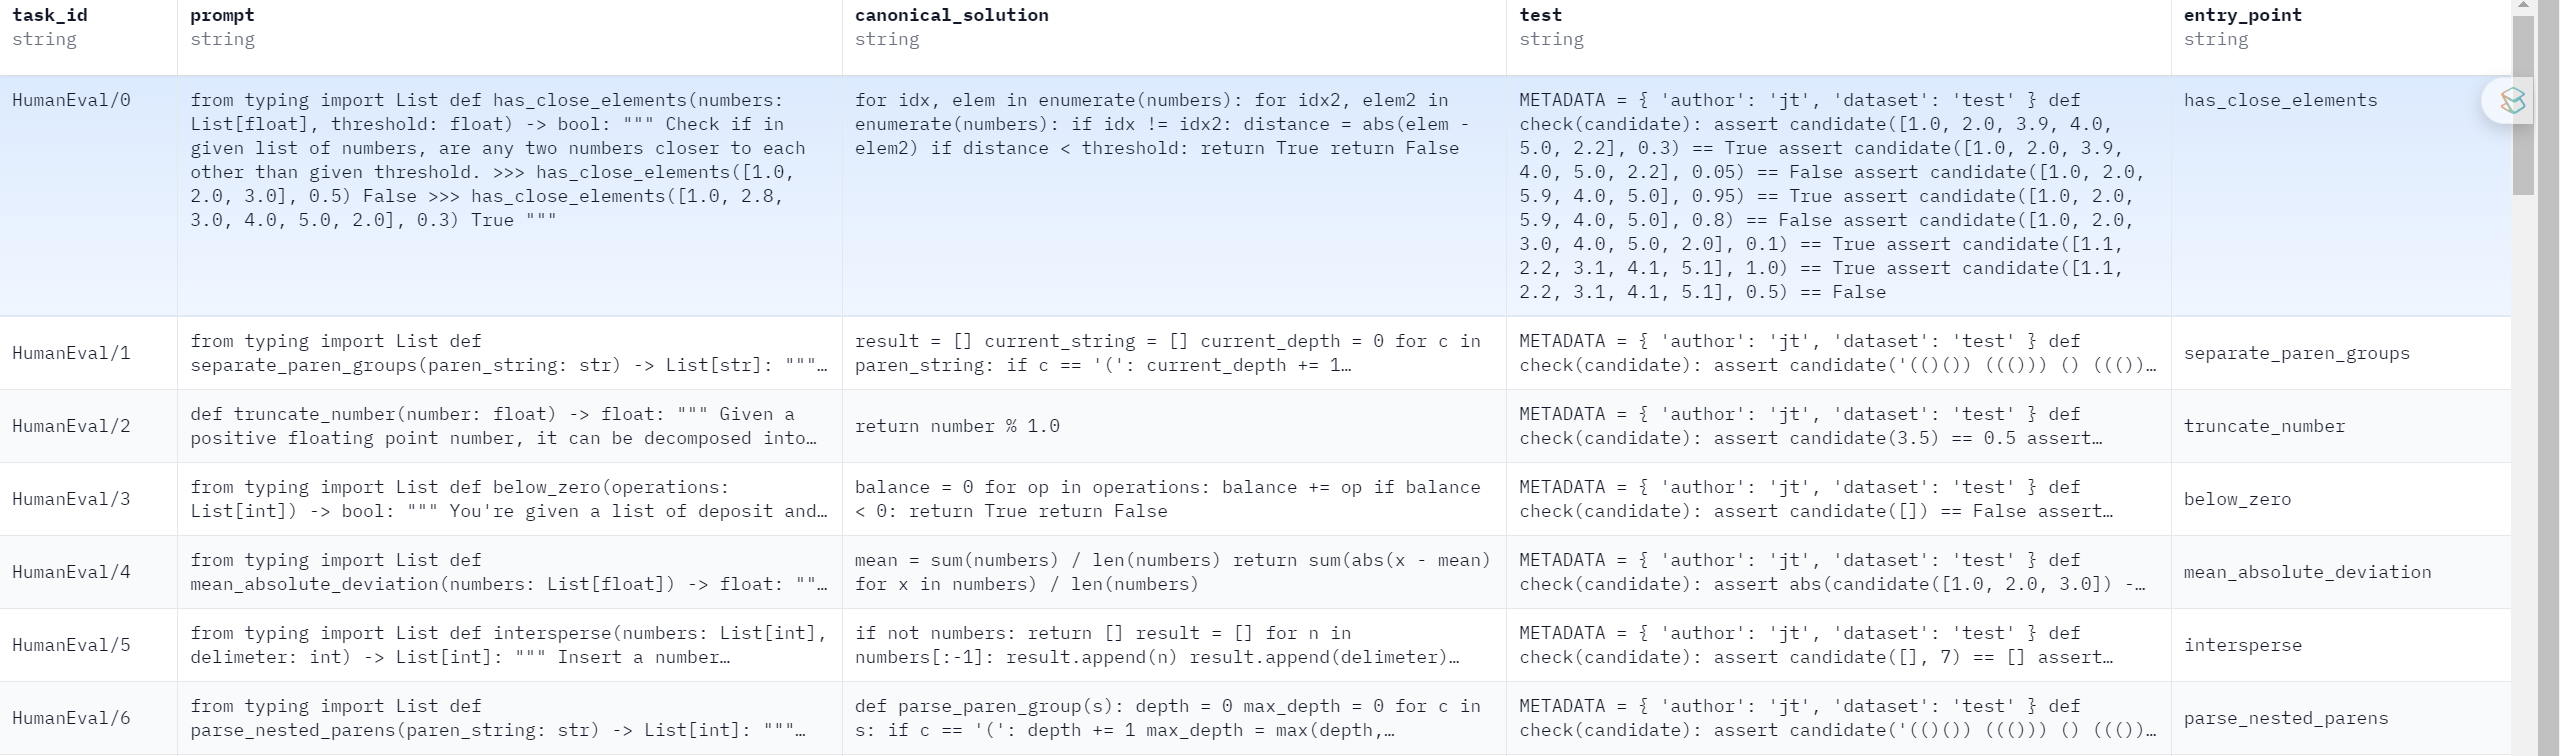 task_id
string
prompt
string
canonical_solution
string
test
string
entry_point
string
HumanEval/0
from typing import List def has_close_elements(numbers:
List[float], threshold: float) -> bool: """ Check if in
given list of numbers, are any two numbers closer to each
other than given threshold. >>> has_close_elements([1.0,
2.0, 3.0], 0.5) False >>> has_close_elements([1.0, 2.8,
3.0, 4.0, 5.0, 2.0], 0.3) True """
for idx, elem in enumerate(numbers): for idx2, elem2 in
enumerate(numbers): if idx != idx2: distance = abs(elem -
elem2) if distance < threshold: return True return False
METADATA = { 'author': 'jt', 'dataset': 'test' } def
check(candidate): assert candidate([1.0, 2.0, 3.9, 4.0,
5.0, 2.2], 0.3) == True assert candidate([1.0, 2.0, 3.9,
4.0, 5.0, 2.2], 0.05) == False assert candidate([1.0, 2.0,
5.9, 4.0, 5.0], 0.95) == True assert candidate([1.0, 2.0,
5.9, 4.0, 5.0], 0.8) == False assert candidate([1.0, 2.0,
3.0, 4.0, 5.0, 2.0], 0.1) == True assert candidate([1.1,
2.2, 3.1, 4.1, 5.1], 1.0) == True assert candidate([1.1,
2.2, 3.1, 4.1, 5.1], 0.5) == False
has_close_elements
HumanEval/1
from typing import List def
separate_paren_groups(paren_string: str) -> List[str]: """…
result = [] current_string = [] current_depth = 0 for c in
paren_string: if c == '(': current_depth += 1…
METADATA = { 'author': 'jt', 'dataset': 'test' } def
check(candidate): assert candidate('(()()) ((())) () ((())…
separate_paren_groups
HumanEval/2
def truncate_number(number: float) -> float: """ Given a
positive floating point number, it can be decomposed into…
return number % 1.0
METADATA = { 'author': 'jt', 'dataset': 'test' } def
check(candidate): assert candidate(3.5) == 0.5 assert…
truncate_number
HumanEval/3
from typing import List def below_zero(operations:
List[int]) -> bool: """ You're given a list of deposit and…
balance = 0 for op in operations: balance += op if balance
< 0: return True return False
METADATA = { 'author': 'jt', 'dataset': 'test' } def
check(candidate): assert candidate([]) == False assert…
below_zero
HumanEval/4
from typing import List def
mean_absolute_deviation(numbers: List[float]) -> float: ""…
mean = sum(numbers) / len(numbers) return sum(abs(x - mean)
for x in numbers) / len(numbers)
METADATA = { 'author': 'jt', 'dataset': 'test' } def
check(candidate): assert abs(candidate([1.0, 2.0, 3.0]) -…
mean_absolute_deviation
HumanEval/5
from typing import List def intersperse(numbers: List[int],
delimeter: int) -> List[int]: """ Insert a number…
if not numbers: return [] result = [] for n in
numbers[:-1]: result.append(n) result.append(delimeter)…
METADATA = { 'author': 'jt', 'dataset': 'test' } def
check(candidate): assert candidate([], 7) == [] assert…
intersperse
HumanEval/6
from typing import List def
parse_nested_parens(paren_string: str) -> List[int]: """…
def parse_paren_group(s): depth = 0 max_depth = 0 for c in
s: if c == '(': depth += 1 max_depth = max(depth,…
METADATA = { 'author': 'jt', 'dataset': 'test' } def
check(candidate): assert candidate('(()()) ((())) () ((())…
parse_nested_parens